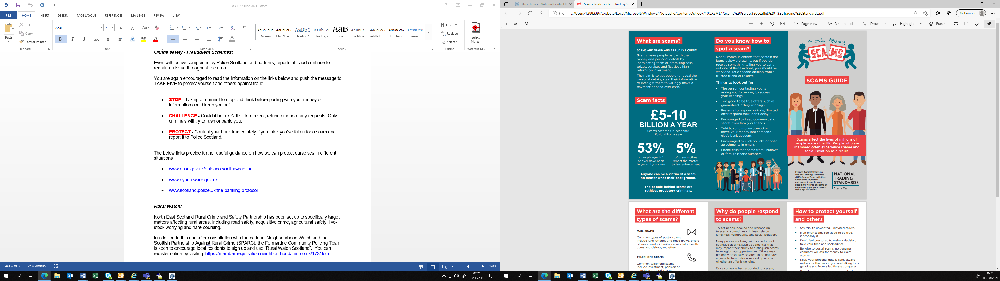 WARD 7 June 2021 - Word
FILE HOME INSERT DESIGN PAGE LAYOUT REFERENCES MAILINGS REVIEW VIEW
Paste
Cut
Copy
Format Painter
Clipboard
Arial 14
Font
Paragraph
AaBbCcDc AaBbCcDc AaBbC AaBbCcI AaB AaBbCcD AaBbCcDt AaBbCcDt AaBbCcDt
¶ Normal ¶ No Spac... Heading 1 Heading 2 Title Subtitle Subtle Em... Emphasis Intense E...
Styles
Find
Replace
Select
Editing
Select
Marker
Protective M...
Online safety / Fraudulent Schemes:
Even with active campaigns by Police Scotland and partners, reports of fraud continue to
remain an issue throughout the area.
You are again encouraged to read the information on the links below and push the message to
TAKE FIVE to protect yourself and others against fraud.
• STOP - Taking a moment to stop and think before parting with your money or
information could keep you safe.
• CHALLENGE - Could it be fake? It's ok to reject, refuse or ignore any requests. Only
criminals will try to rush or panic you.
• PROTECT - Contact your bank immediately if you think you've fallen for a scam and
report it to Police Scotland.
The below links provide further useful guidance on how we can protect ourselves in different
situations
• www.ncsc.gov.uk/guidance/online-gaming
• www.cyberaware.gov.uk
• www.scotland.police.uk/the-banking-protocol
Rural Watch:
North East Scotland Rural Crime and Safety Partnership has been set up to specifically target
matters affecting rural areas, including road safety, acquisitive crime, agricultural safety, live-
stock worrying and hare-coursing.
In addition to this and after consultation with the national Neighbourhood Watch and the
Scottish Partnership Against Rural Crime (SPARC), the Formartine Community Policing Team
is keen to encourage local residents to sign up and use “Rural Watch Scotland”. You can
register online by visiting: https://member-registration.neighbourhoodalert.co.uk/173/Join
PAGE 6 OF 7 2237 WORDS
120%
02:26
03/08/2021
User details - National Contact
Scams Guide Leaflet - Trading St
File C:/Users/1388339/AppData/Local/Microsoft/Windows/INetCache/Content.Outlook/10QXSME4/Scams%20Guide%20Leaflet%20-%20Trading%20Standards.pdf
Not syncing
1 of 2
Page view Read aloud Draw Highlight Erase
What are scams?
SCAMS ARE FRAUD AND FRAUD IS A CRIME!
Scams make people part with their
money and personal details by
intimidating them or promising cash,
prizes, services and fictitious high
returns on investment.
Their aim is to get people to reveal their
personal details, steal their information
or even get them to willingly make a
payment or hand over cash.
Scam facts
£5-10
BILLION A YEAR
Scams cost the UK economy
£5-10 Billion a year
53%
of people aged 65
or over have been
targeted by a scam
5%
of scam victims
report the matter
to law enforcement
Anyone can be a victim of a scam
no matter what their background.
The people behind scams are
ruthless predatory criminals.
Do you know how to
spot a scam?
Not all communications that contain the
items below are scams, but if you do
receive something telling you to carry
out one of these actions, you should be
wary and get a second opinion from a
trusted friend or relative:
Things to look out for
• The person contacting you is
asking you for money to access
your winnings.
• Too good to be true offers such as
guaranteed lottery winnings.
• Pressure to respond quickly, “limited
offer respond now, don't delay.”
• Encouraged to keep communication
secret from family or friends.
• Told to send money abroad or
move your money into someone
else's bank account.
• Encouraged to click on links or open
attachments in emails.
• Phone calls that come from unknown
or foreign phone numbers.
Friends Against
SCAMS
SCAMS GUIDE
Scams affect the lives of millions of
people across the UK. People who are
scammed often experience shame and
social isolation as a result.
Friends Against Scams is a
National Trading Standards
(NTS) Scams Team initiative,
which aims to protect
and prevent people from
becoming victims of scams by
empowering people to take a
stand against scams.
NATIONAL
TRADING
STANDARDS
Scams Team
What are the different
types of scams?
MAIL SCAMS
Common types of postal scams
include fake lotteries and prize draws, offers
of investments, inheritance windfalls, health
cures and clairvoyant letters.
TELEPHONE SCAMS
Common telephone scams
include investment, pension or
computer support scams
Why do people respond
to scams?
To get people hooked and responding
to scams, sometimes criminals rely on
loneliness, vulnerability and social isolation.
Many people are living with some form of
cognitive decline, such as dementia, that
may impact their ability to distinguish scams
from legitimate opportunities. Others may
be lonely or socially isolated so do not have
anyone to turn to for a second opinion on
whether an offer is genuine.
Once someone has responded to a scam,
How to protect yourself
and others
• Say 'No' to unwanted, uninvited callers.
• If an offer seems too good to be true,
it probably is.
• Don't feel pressured to make a decision,
take your time and seek advice.
• Be wise to postal scams, no genuine
company will ask for money to claim
a prize.
• Keep your personal details safe, always
make sure the person you are talking to is
genuine and from a legitimate company.
02:26
03/08/2021